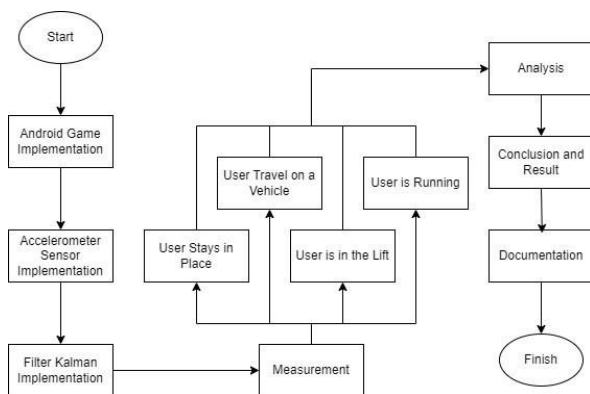 Start
Android Game
Implementation
Accelerometer
Sensor
Implementation
Filter Kalman
Implementation
Measurement
User Stays in
Place
User Travel on a
Vehicle
User is in the Lift
User is Running
Analysis
Conclusion and
Result
Documentation
Finish